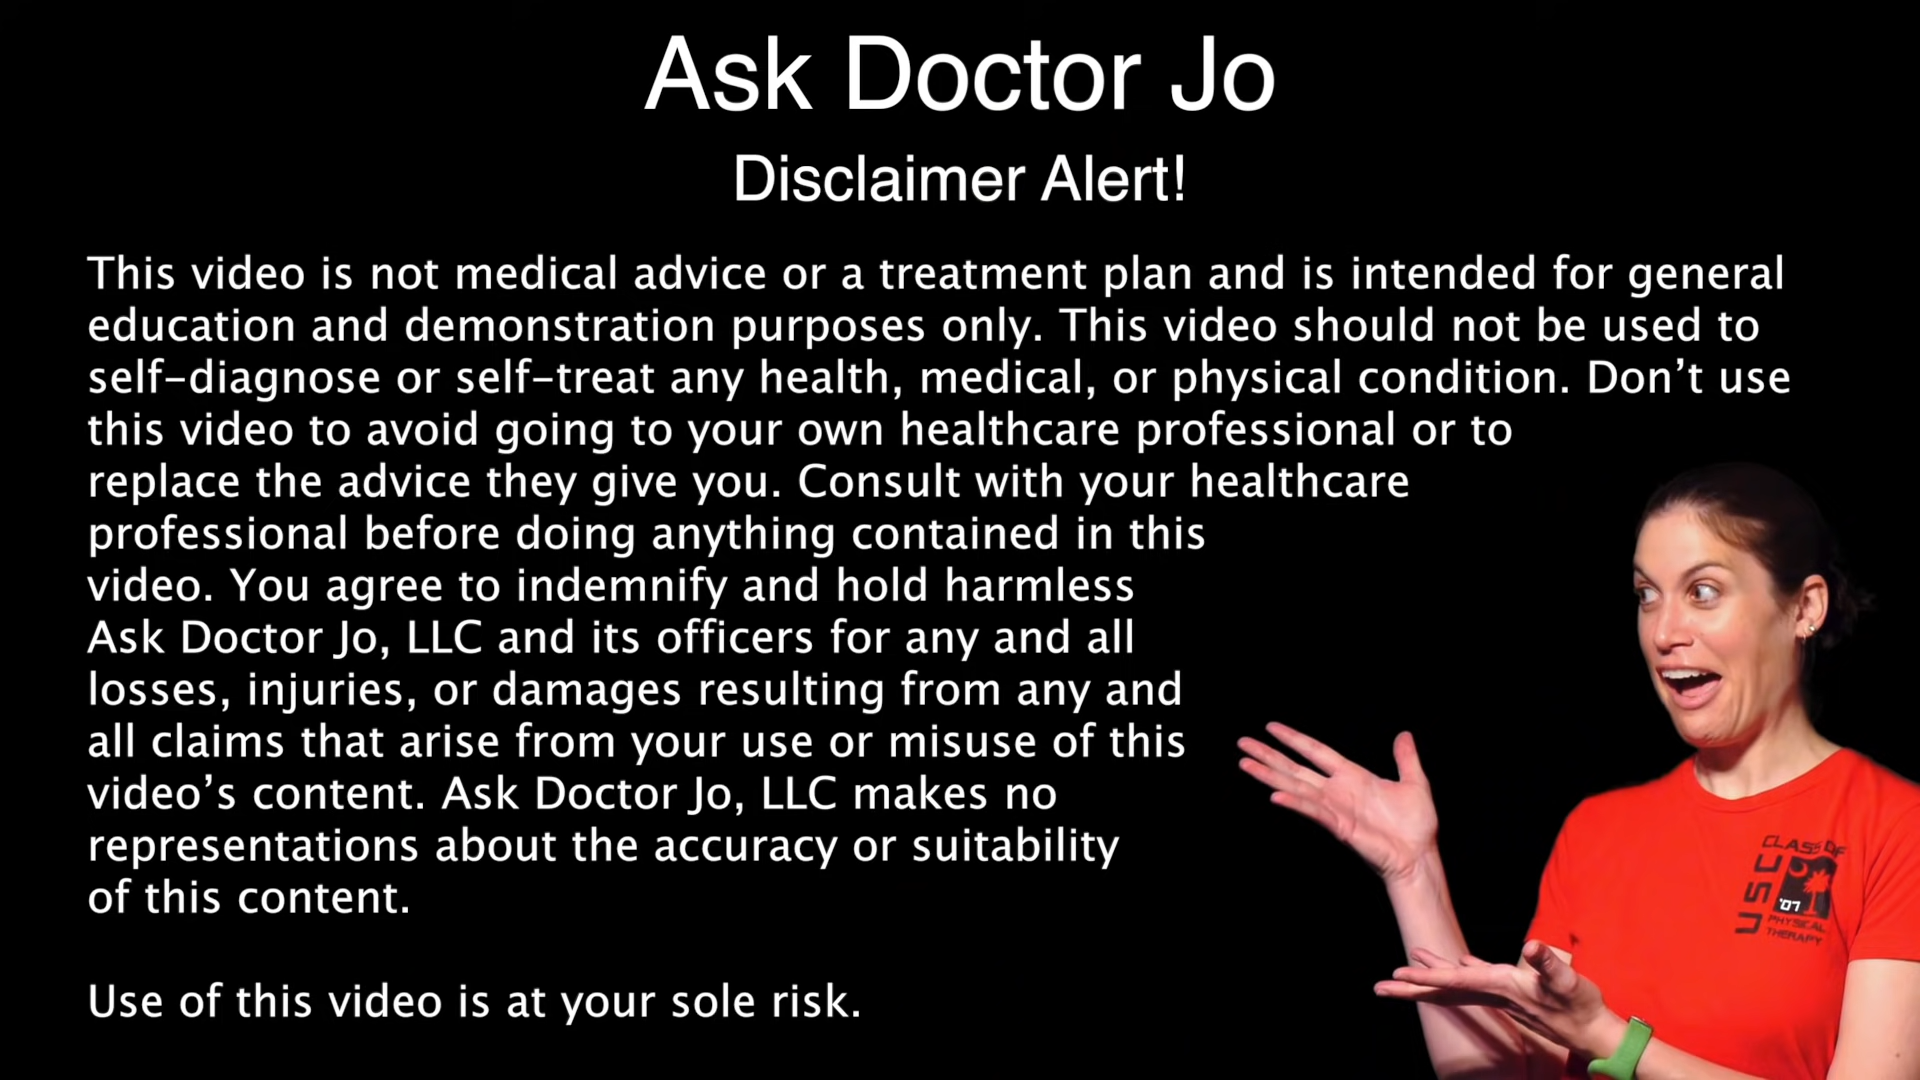 Ask Doctor Jo
Disclaimer Alert!
This video is not medical advice or a treatment plan and is intended for general
education and demonstration purposes only. This video should not be used to
self-diagnose or self-treat any health, medical, or physical condition. Don’t use
this video to avoid going to your own healthcare professional or to
replace the advice they give you. Consult with your healthcare
professional before doing anything contained in this
video. You agree to indemnify and hold harmless
Ask Doctor Jo, LLC and its officers for any and all
losses, injuries, or damages resulting from any and
all claims that arise from your use or misuse of this
video’s content. Ask Doctor Jo, LLC makes no
representations about the accuracy or suitability
of this content.
Use of this video is at your sole risk.
CLASS OF
USC
'07
PHYSICAL
THERAPY